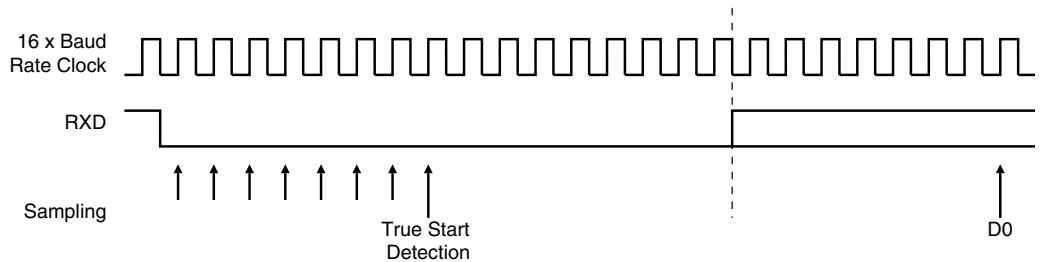 16 x Baud
Rate Clock
RXD
Sampling
True Start
Detection
D0